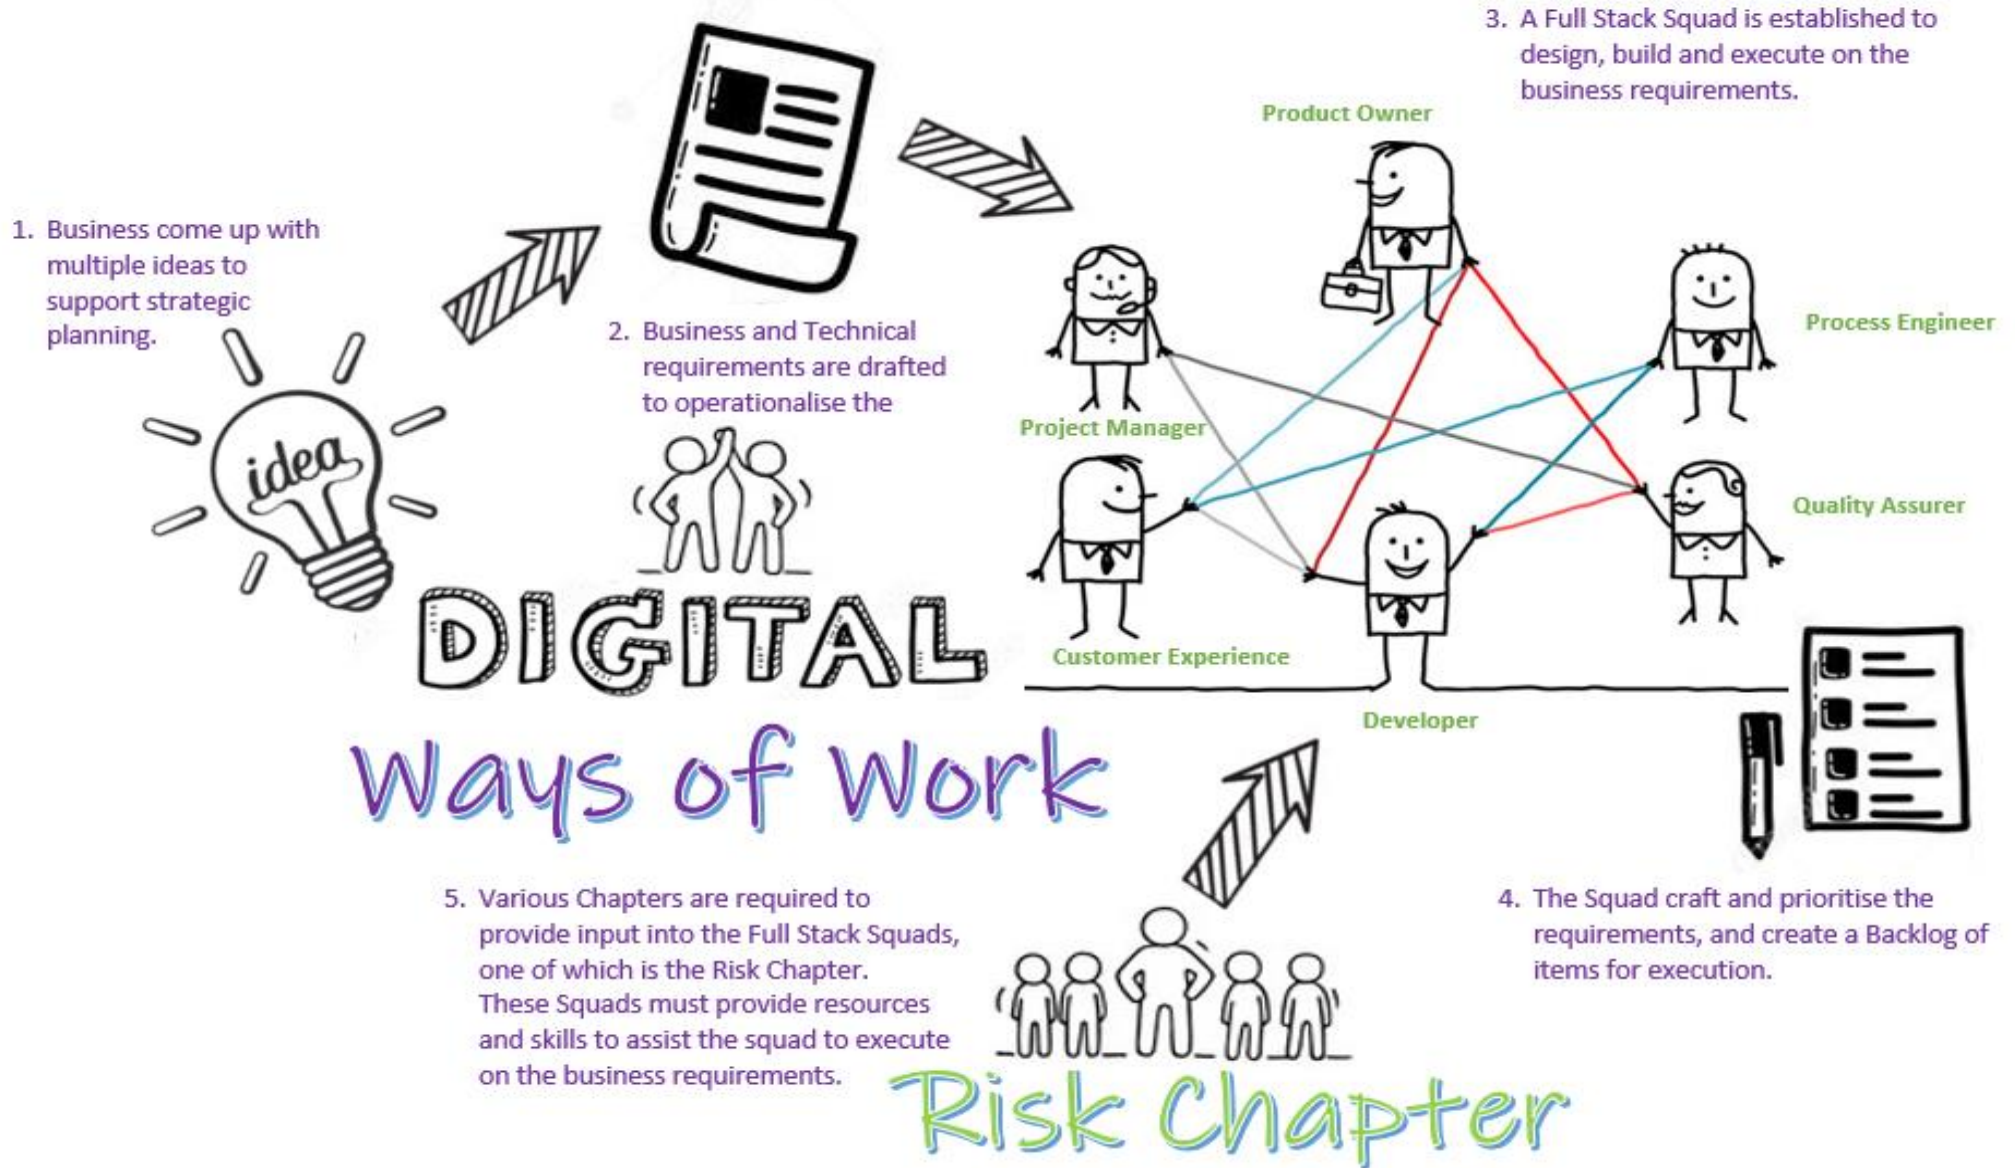 1. Business come up with
multiple ideas to
support strategic
planning.
idea
2. Business and Technical
requirements are drafted
to operationalise the
3. A Full Stack Squad is established to
design, build and execute on the
business requirements.
Product Owner
Process Engineer
Project Manager
Quality Assurer
Customer Experience
Developer
DIGITAL
Ways of Work
4. The Squad craft and prioritise the
requirements, and create a Backlog of
items for execution.
5. Various Chapters are required to
provide input into the Full Stack Squads,
one of which is the Risk Chapter.
These Squads must provide resources
and skills to assist the squad to execute
on the business requirements.
Risk Chapter